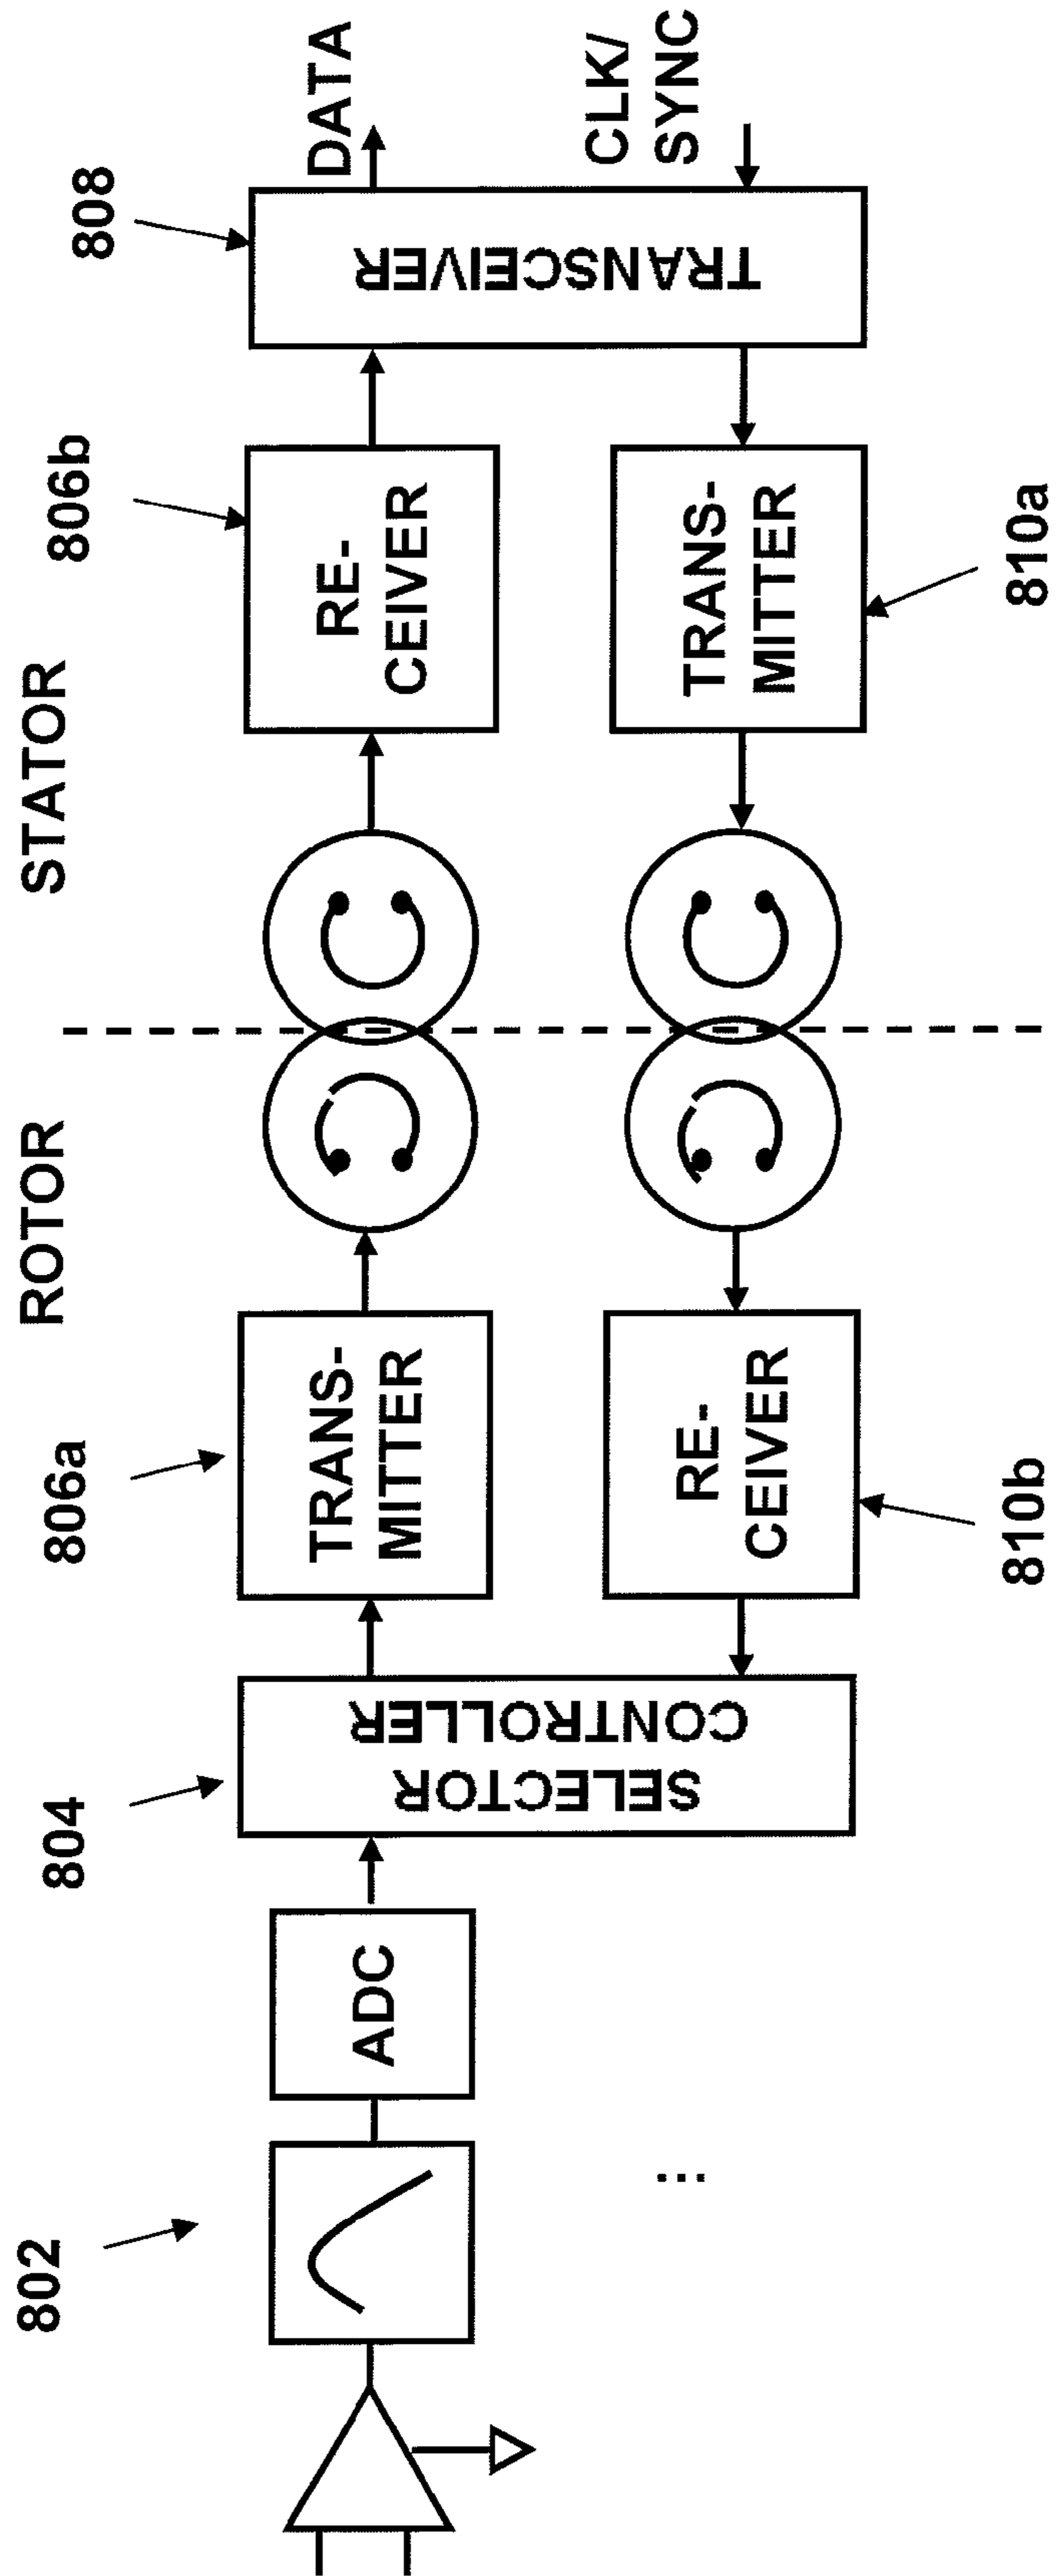 ROTOR
STATOR
802
804
806a
806b
808
ADC
SELECTOR
CONTROLLER
TRANS-
MITTER
RE-
CEIVER
TRANSCEIVER
DATA
CLK/
SYNC
...
RE-
CEIVER
TRANS-
MITTER
810b
810a